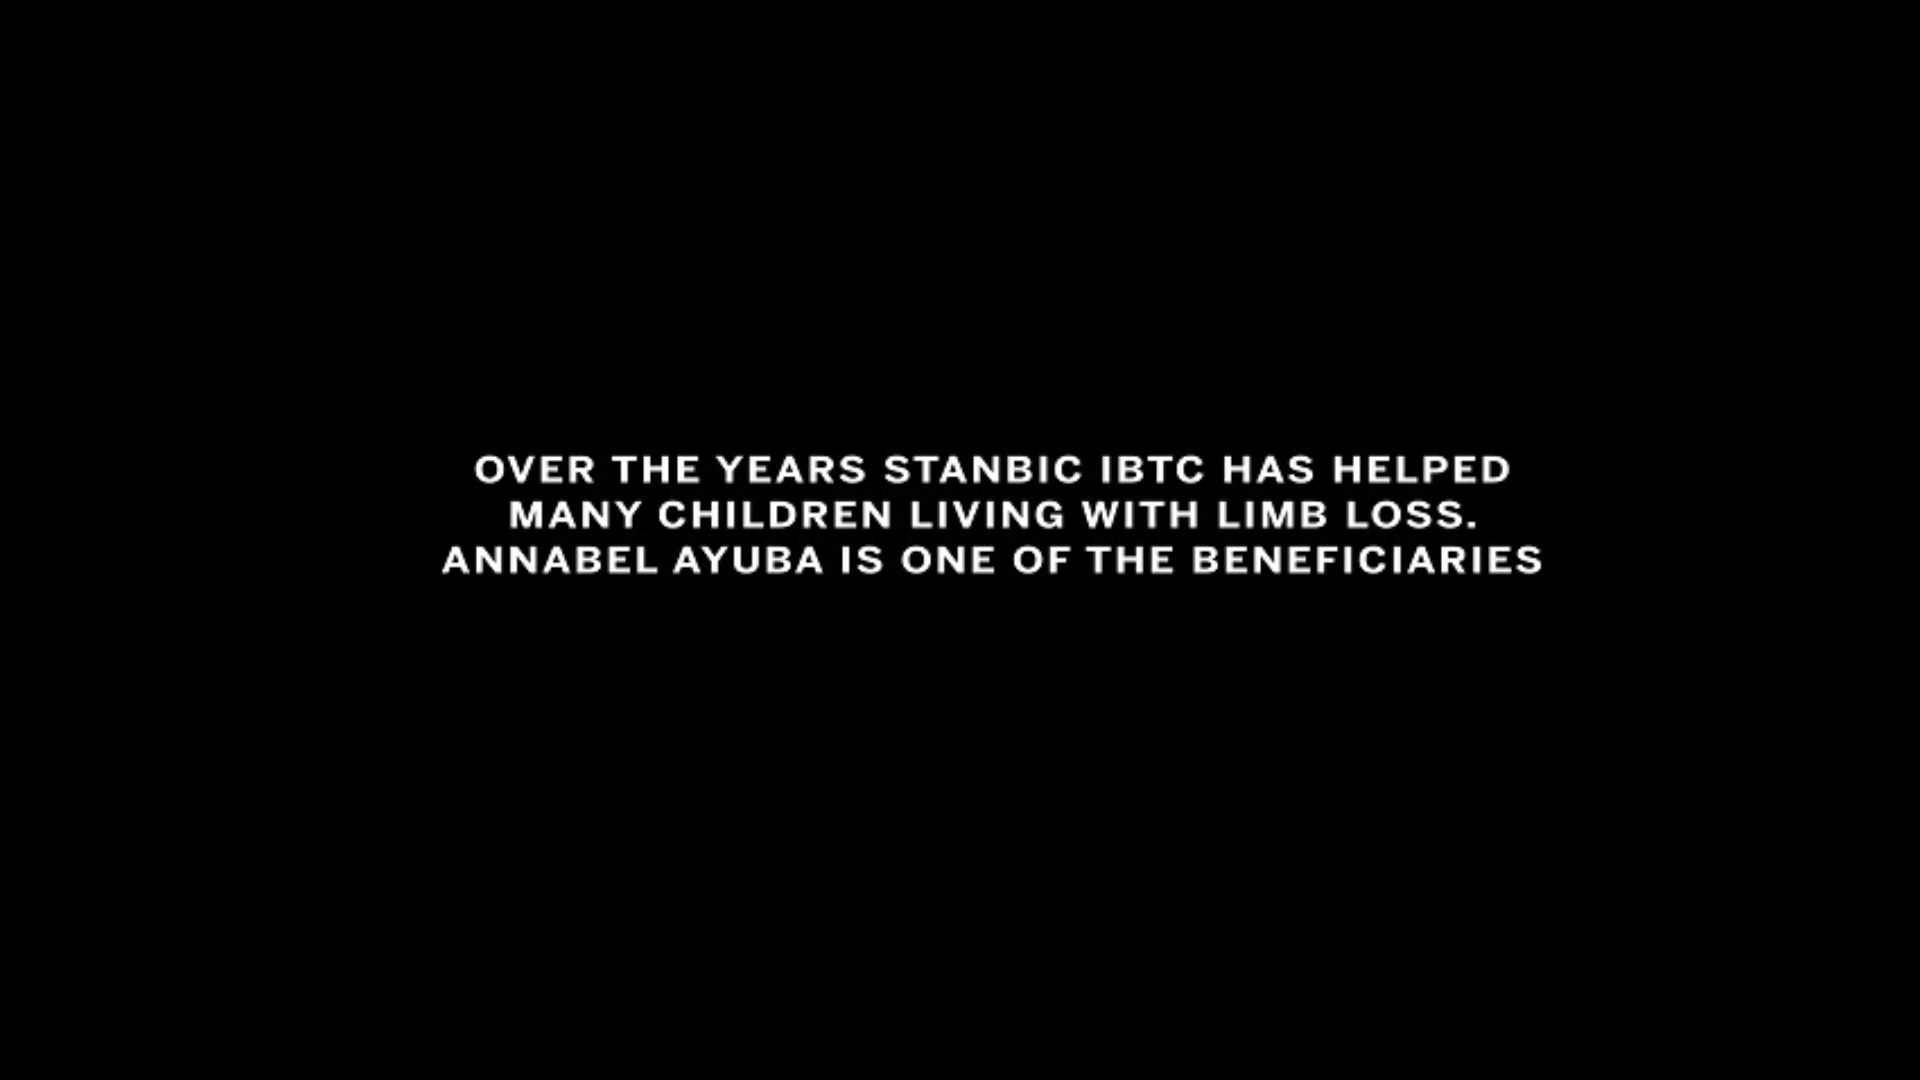 OVER THE YEARS STANBIC IBTC HAS HELPED
MANY CHILDREN LIVING WITH LIMB LOSS.
ANNABEL AYUBA IS ONE OF THE BENEFICIARIES